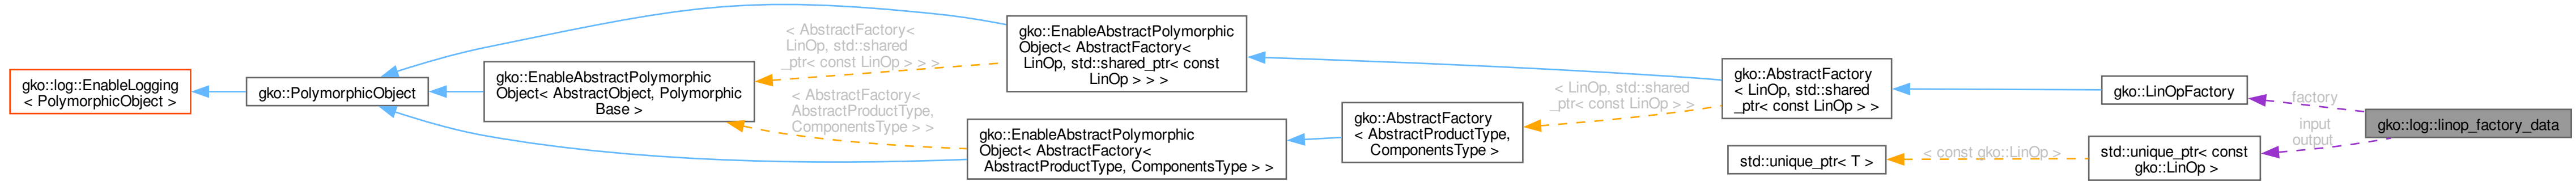 gko::log::EnableLogging
< PolymorphicObject >
gko::PolymorphicObject
gko::EnableAbstractPolymorphic
Object< AbstractObject, Polymorphic
Base >
< AbstractFactory<
LinOp, std::shared
_ptr< const LinOp > > >
< AbstractFactory<
AbstractProductType,
ComponentsType > >
gko::EnableAbstractPolymorphic
Object< AbstractFactory<
LinOp, std::shared_ptr< const
LinOp > > >
gko::EnableAbstractPolymorphic
Object< AbstractFactory<
AbstractProductType, ComponentsType > >
gko::AbstractFactory
< AbstractProductType,
ComponentsType >
< LinOp, std::shared
_ptr< const LinOp > >
gko::AbstractFactory
< LinOp, std::shared
_ptr< const LinOp > >
std::unique_ptr< T >
< const gko::LinOp >
gko::LinOpFactory
std::unique_ptr< const
gko::LinOp >
factory
input
output
gko::log::linop_factory_data